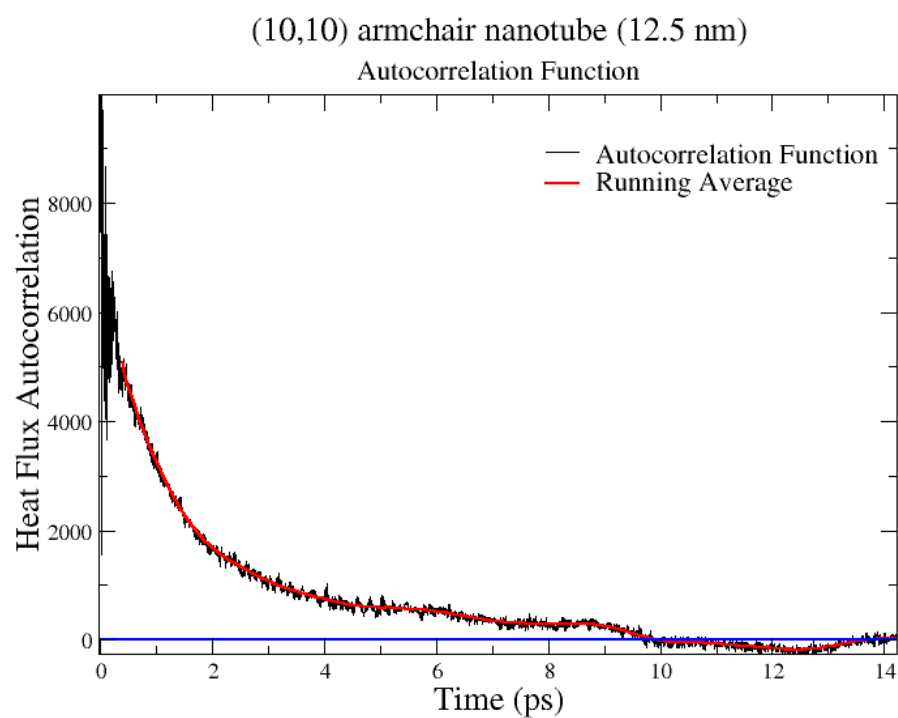 (10,10) armchair nanotube (12.5 nm)
Autocorrelation Function
Autocorrelation Function
Running Average
Heat Flux Autocorrelation
8000
6000
4000
2000
0
0 2 4 6 8 10 12 14
Time (ps)